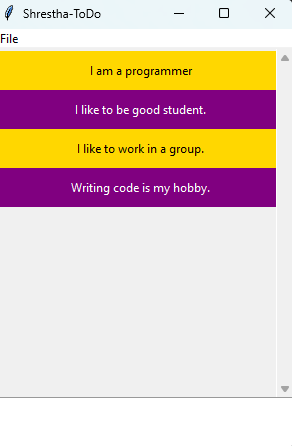 Shrestha-ToDo
File
I am a programmer
I like to be good student.
I like to work in a group.
Writing code is my hobby.